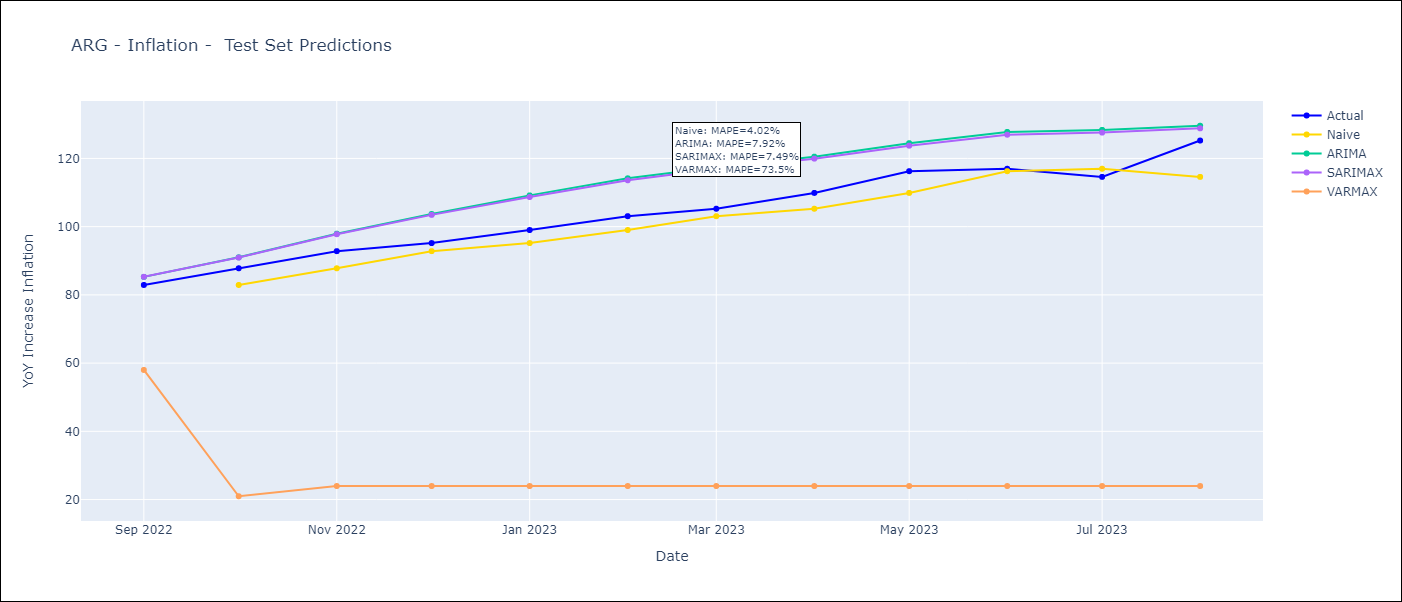 ARG - Inflation -  Test Set Predictions
Actual
Naive
ARIMA
SARIMAX
VARMAX
Naive: MAPE=4.02%
ARIMA: MAPE=7.92%
SARIMAX: MAPE=7.49%
VARMAX: MAPE=73.5%
YoY Increase Inflation
120
100
80
60
40
20
Sep 2022 Nov 2022 Jan 2023 Mar 2023 May 2023 Jul 2023
Date